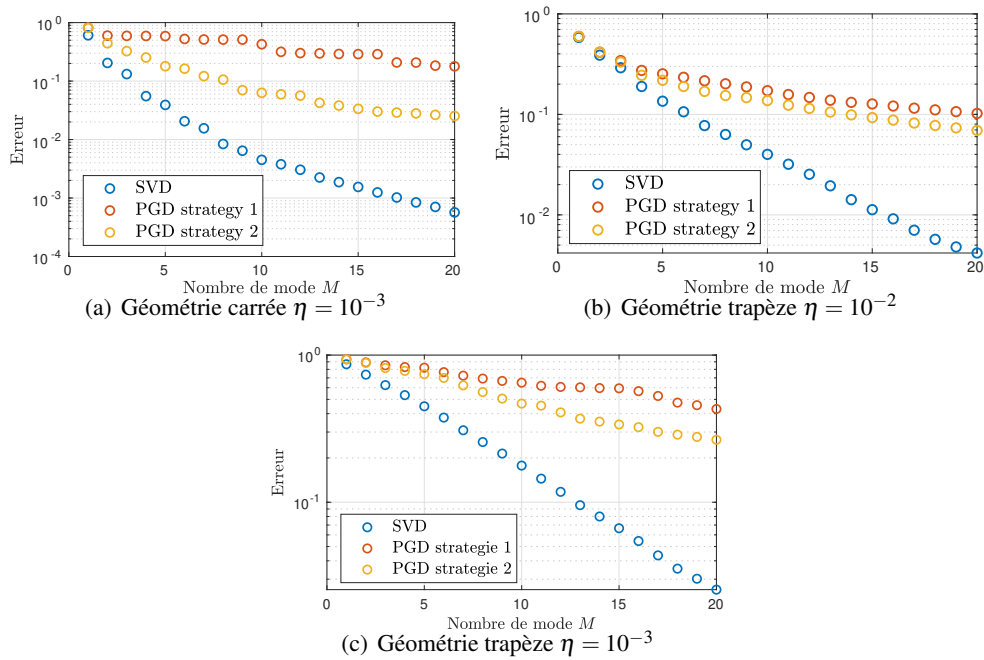 10^0
10^-1
10^-2
10^-3
10^-4
Erreur
SVD
PGD strategy 1
PGD strategy 2
0 5 10 15 20
Nombre de mode M
(a) Géométrie carrée η = 10^-3
10^0
10^-1
10^-2
Erreur
SVD
PGD strategy 1
PGD strategy 2
0 5 10 15 20
Nombre de mode M
(b) Géométrie trapèze η = 10^-2
10^0
10^-1
Erreur
SVD
PGD strategie 1
PGD strategie 2
0 5 10 15 20
Nombre de mode M
(c) Géométrie trapèze η = 10^-3